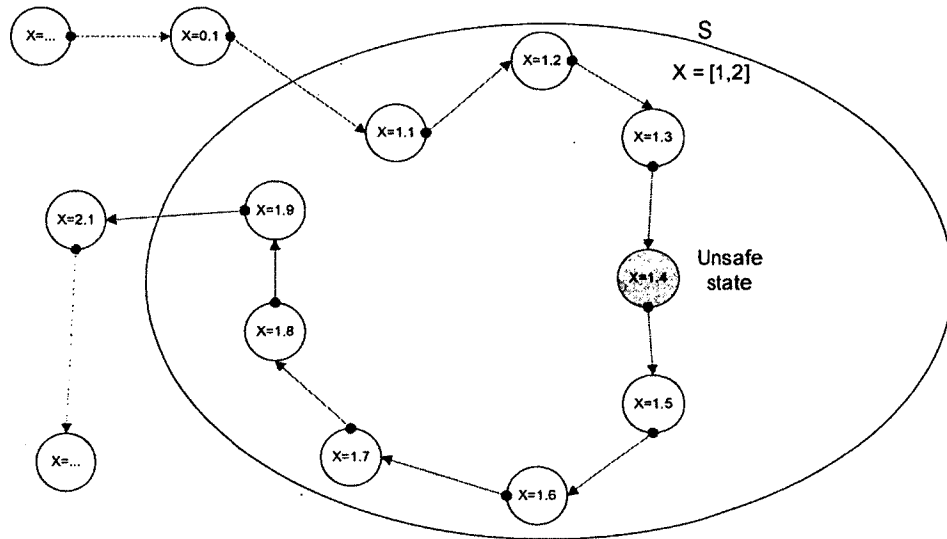 X=...
X=0.1
S
X = [1,2]
X=1.2
X=1.1
X=1.3
X=1.9
X=2.1
Unsafe
state
X=1.4
X=1.8
X=1.5
X=1.7
X=...
X=1.6